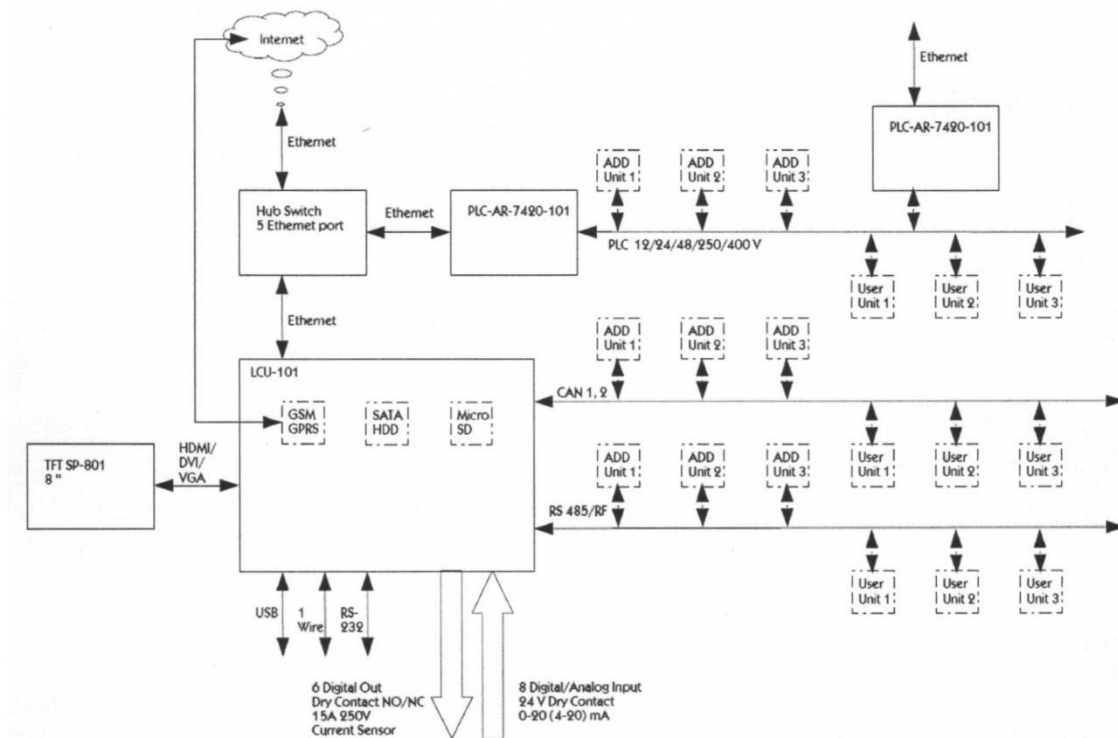 Internet
Ethernet
Ethernet
PLC-AR-7420-101
ADD
Unit 1
ADD
Unit 2
ADD
Unit 3
Hub Switch
5 Ethernet port
Ethernet
PLC-AR-7420-101
PLC 12/24/48/250/400 V
User
Unit 1
User
Unit 2
User
Unit 3
Ethernet
ADD
Unit 1
ADD
Unit 2
ADD
Unit 3
LCU-101
CAN 1, 2
GSM
GPRS
SATA
HDD
Micro
SD
User
Unit 1
User
Unit 2
User
Unit 3
HDMI/
DVI/
VGA
TFT SP-801
8 "
ADD
Unit 1
ADD
Unit 2
ADD
Unit 3
RS 485/RF
User
Unit 1
User
Unit 2
User
Unit 3
USB
1
Wire
RS-
232
6 Digital Out
Dry Contact NO/NC
15A 250V
Current Sensor
8 Digital/Analog Input
24 V Dry Contact
0-20 (4-20) mA